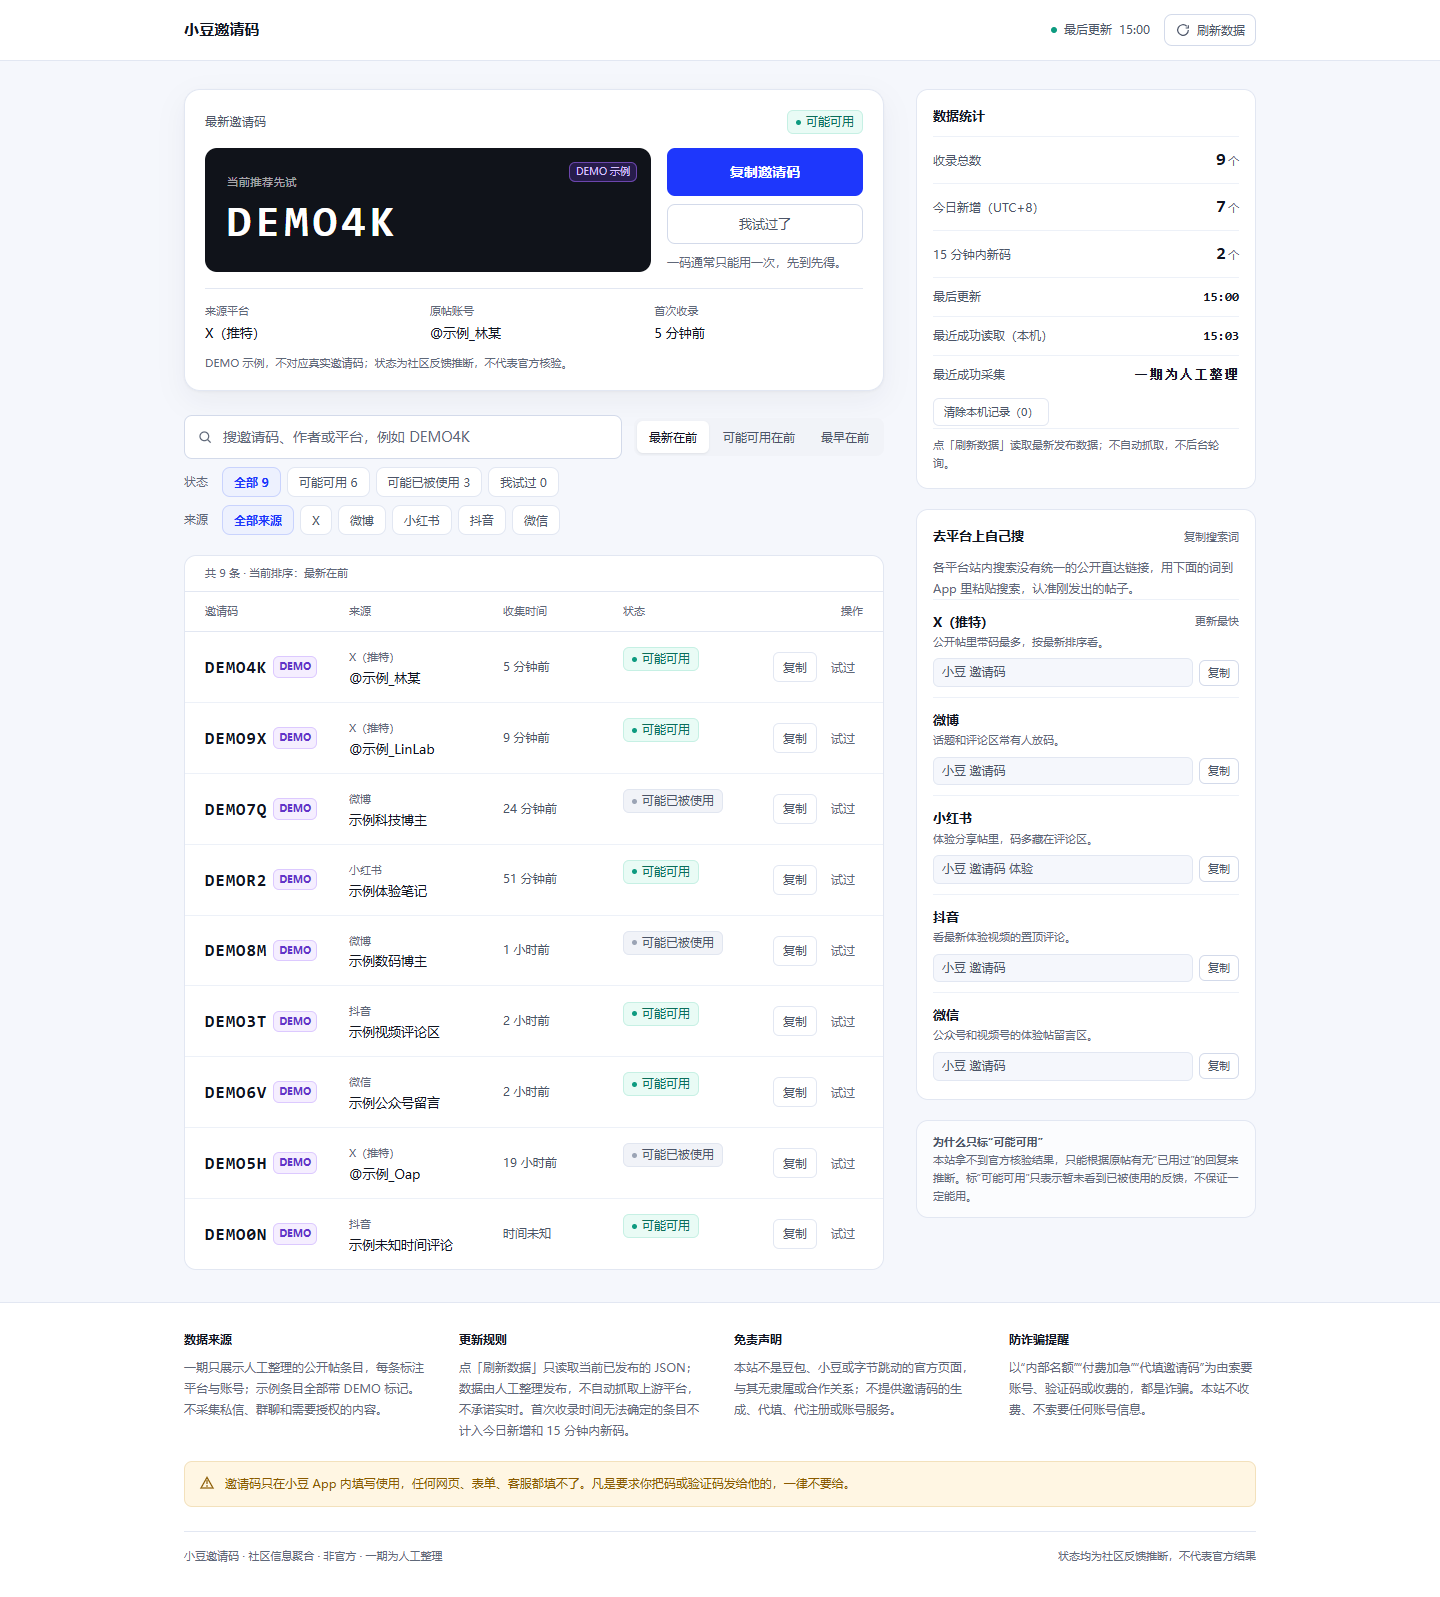 小豆邀请码
最后更新 15:00
刷新数据
最新邀请码
可能可用
当前推荐先试
DEMO 示例
DEMO4K
复制邀请码
我试过了
一码通常只能用一次，先到先得。
来源平台
X（推特）
原帖账号
@示例_林某
首次收录
5 分钟前
DEMO 示例，不对应真实邀请码；状态为社区反馈推断，不代表官方核验。
搜邀请码、作者或平台，例如 DEMO4K
最新在前 可能可用在前 最早在前
状态 全部 9 可能可用 6 可能已被使用 3 我试过 0
来源 全部来源 X 微博 小红书 抖音 微信
共 9 条 · 当前排序：最新在前
邀请码 来源 收集时间 状态 操作
DEMO4K DEMO X（推特） 5 分钟前 可能可用 复制 试过
@示例_林某
DEMO9X DEMO X（推特） 9 分钟前 可能可用 复制 试过
@示例_LinLab
DEMO7Q DEMO 微博 24 分钟前 可能已被使用 复制 试过
示例科技博主
DEMOR2 DEMO 小红书 51 分钟前 可能可用 复制 试过
示例体验笔记
DEMO8M DEMO 微博 1 小时前 可能已被使用 复制 试过
示例数码博主
DEMO3T DEMO 抖音 2 小时前 可能可用 复制 试过
示例视频评论区
DEMO6V DEMO 微信 2 小时前 可能可用 复制 试过
示例公众号留言
DEMO5H DEMO X（推特） 19 小时前 可能已被使用 复制 试过
@示例_Oap
DEMO0N DEMO 抖音 时间未知 可能可用 复制 试过
示例未知时间评论
数据统计
收录总数 9 个
今日新增（UTC+8） 7 个
15 分钟内新码 2 个
最后更新 15:00
最近成功读取（本机） 15:03
最近成功采集 一期为人工整理
清除本机记录（0）
点「刷新数据」读取最新发布数据；不自动抓取，不后台轮
询。
去平台上自己搜 复制搜索词
各平台站内搜索没有统一的公开直达链接，用下面的词到
App 里粘贴搜索，认准刚发出的帖子。
X（推特） 更新最快
公开帖里带码最多，按最新排序看。
小豆 邀请码 复制
微博
话题和评论区常有人放码。
小豆 邀请码 复制
小红书
体验分享帖里，码多藏在评论区。
小豆 邀请码 体验 复制
抖音
看最新体验视频的置顶评论。
小豆 邀请码 复制
微信
公众号和视频号的体验帖留言区。
小豆 邀请码 复制
为什么只标“可能可用”
本站拿不到官方核验结果，只能根据原帖有无“已用过”的回复来
推断。标“可能可用”只表示暂未看到已被使用的反馈，不保证一
定能用。
数据来源
一期只展示人工整理的公开帖条目，每条标注
平台与账号；示例条目全部带 DEMO 标记。
不采集私信、群聊和需要授权的内容。
更新规则
点「刷新数据」只读取当前已发布的 JSON；
数据由人工整理发布，不自动抓取上游平台，
不承诺实时。首次收录时间无法确定的条目不
计入今日新增和 15 分钟内新码。
免责声明
本站不是豆包、小豆或字节跳动的官方页面，
与其无隶属或合作关系；不提供邀请码的生
成、代填、代注册或账号服务。
防诈骗提醒
以“内部名额”“付费加急”“代填邀请码”为由索要
账号、验证码或收费的，都是诈骗。本站不收
费、不索要任何账号信息。
邀请码只在小豆 App 内填写使用，任何网页、表单、客服都填不了。凡是要求你把码或验证码发给他的，一律不要给。
小豆邀请码 · 社区信息聚合 · 非官方 · 一期为人工整理
状态均为社区反馈推断，不代表官方结果